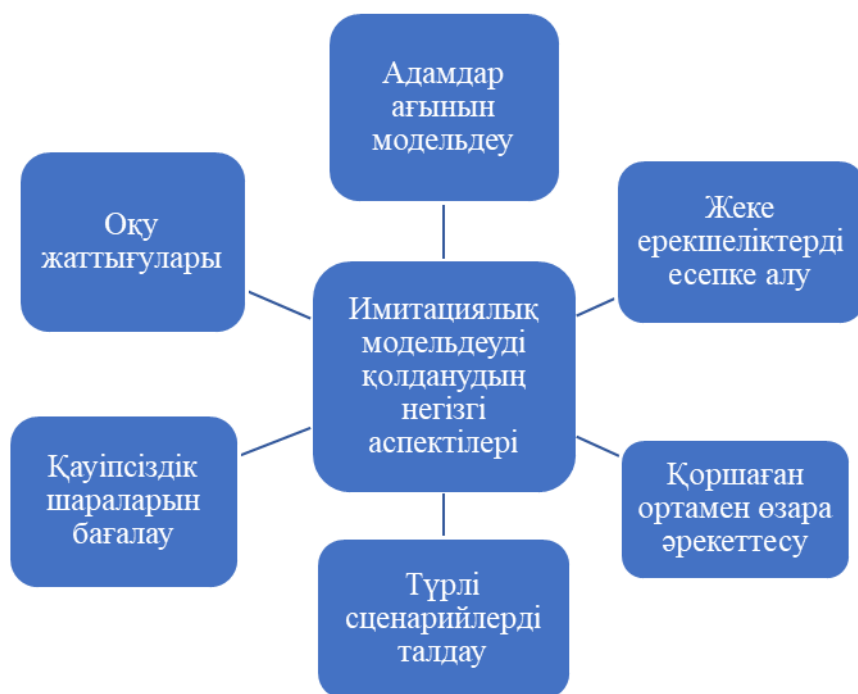 Адамдар
ағынын
модельдеу
Оқу
жаттығулары
Жеке
ерекшеліктерді
есепке алу
Имитациялық
модельдеуді
қолданудың
негізгі
аспектілері
Қауіпсіздік
шараларын
бағалау
Қоршаған
ортамен өзара
әрекеттесу
Түрлі
сценарийлерді
талдау